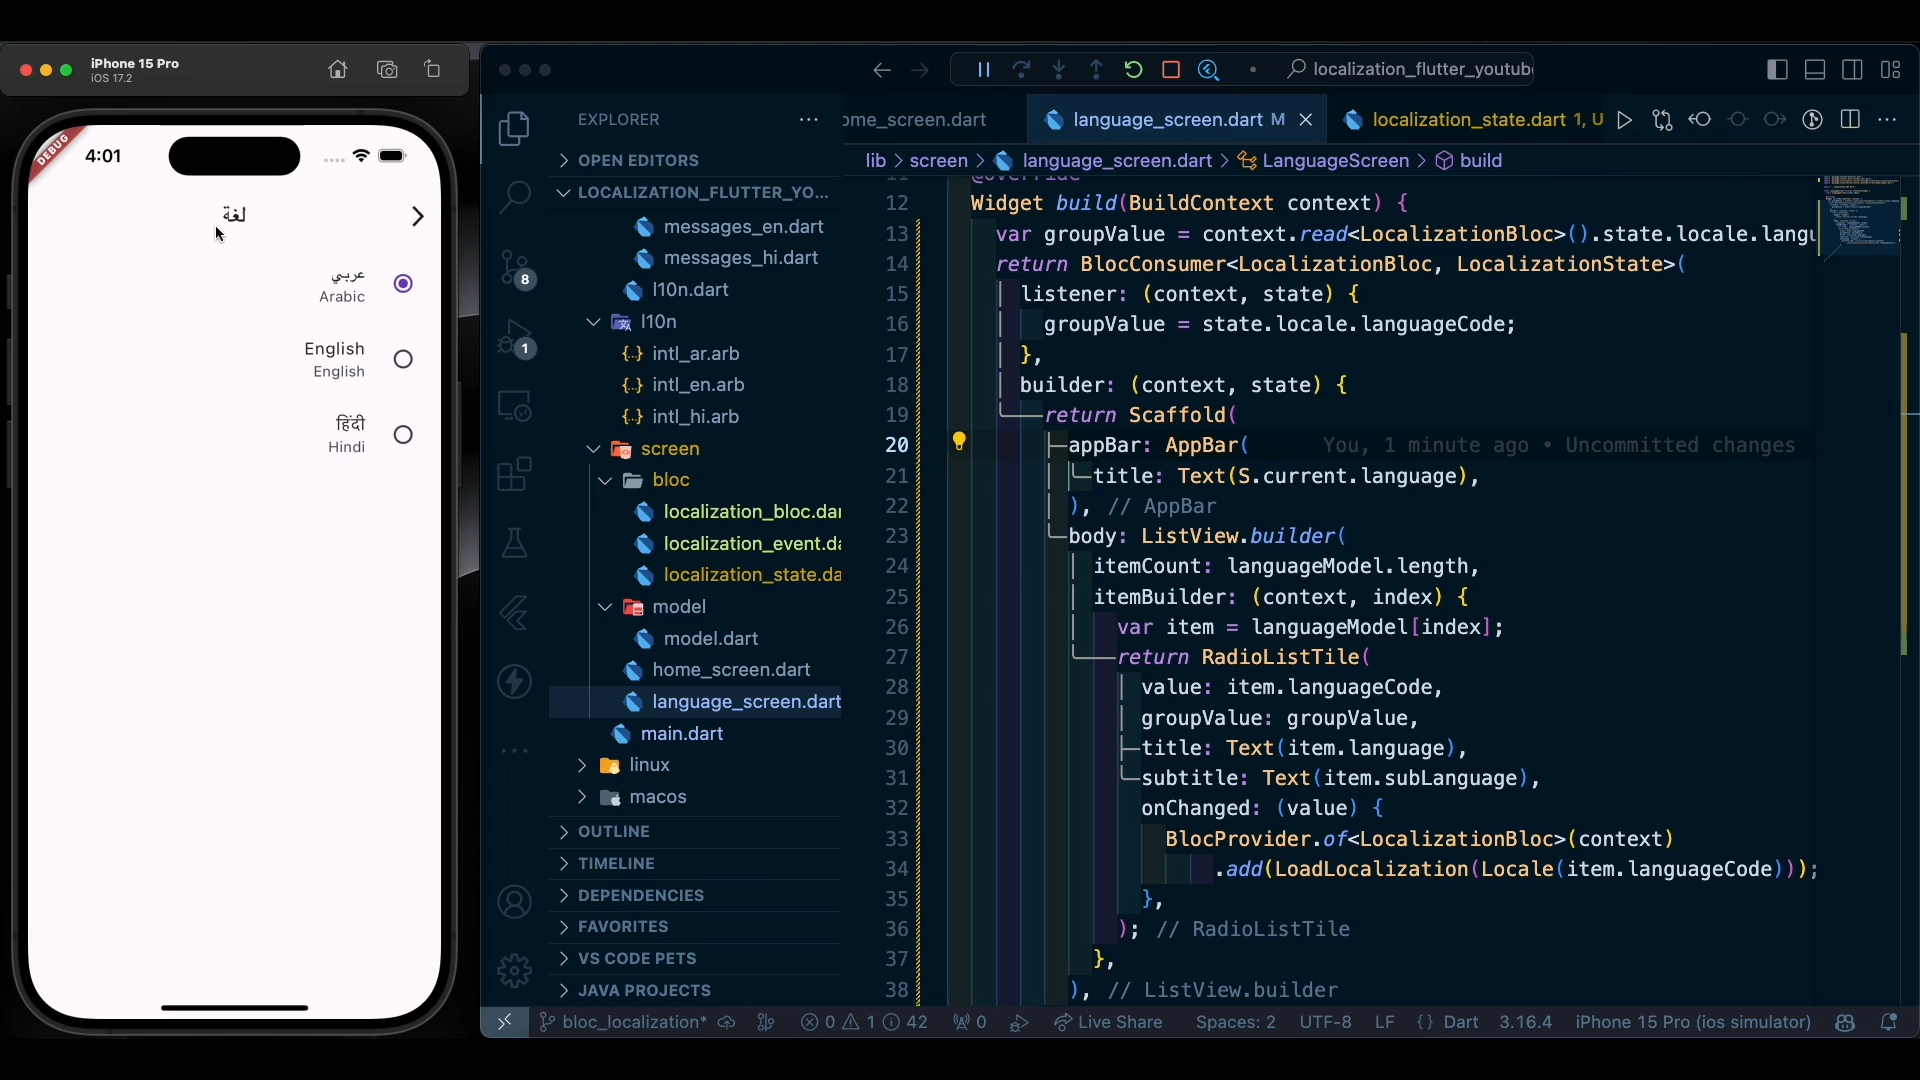 iPhone 15 Pro
iOS 17.2
DEBUG
4:01
لغة
عربي
Arabic
English
English
हिंदी
Hindi
localization_flutter_youtub
EXPLORER
OPEN EDITORS
LOCALIZATION_FLUTTER_YO...
messages_en.dart
messages_hi.dart
l10n.dart
l10n
intl_ar.arb
intl_en.arb
intl_hi.arb
screen
bloc
localization_bloc.dar
localization_event.da
localization_state.da
model
model.dart
home_screen.dart
language_screen.dart
main.dart
linux
macos
OUTLINE
TIMELINE
DEPENDENCIES
FAVORITES
VS CODE PETS
JAVA PROJECTS
8
1
ome_screen.dart
language_screen.dart M
localization_state.dart 1, U
lib > screen > language_screen.dart > LanguageScreen > build
12 Widget build(BuildContext context) {
13 var groupValue = context.read<LocalizationBloc>().state.locale.langu
14 return BlocConsumer<LocalizationBloc, LocalizationState>(
15 listener: (context, state) {
16 groupValue = state.locale.languageCode;
17 },
18 builder: (context, state) {
19 return Scaffold(
20 appBar: AppBar( You, 1 minute ago • Uncommitted changes
21 title: Text(S.current.language),
22 ), // AppBar
23 body: ListView.builder(
24 itemCount: languageModel.length,
25 itemBuilder: (context, index) {
26 var item = languageModel[index];
27 return RadioListTile(
28 value: item.languageCode,
29 groupValue: groupValue,
30 title: Text(item.language),
31 subtitle: Text(item.subLanguage),
32 onChanged: (value) {
33 BlocProvider.of<LocalizationBloc>(context)
34 .add(LoadLocalization(Locale(item.languageCode)));
35 },
36 ); // RadioListTile
37 },
38 ), // ListView.builder
bloc_localization* 0 1 42 0 Live Share Spaces: 2 UTF-8 LF {} Dart 3.16.4 iPhone 15 Pro (ios simulator)